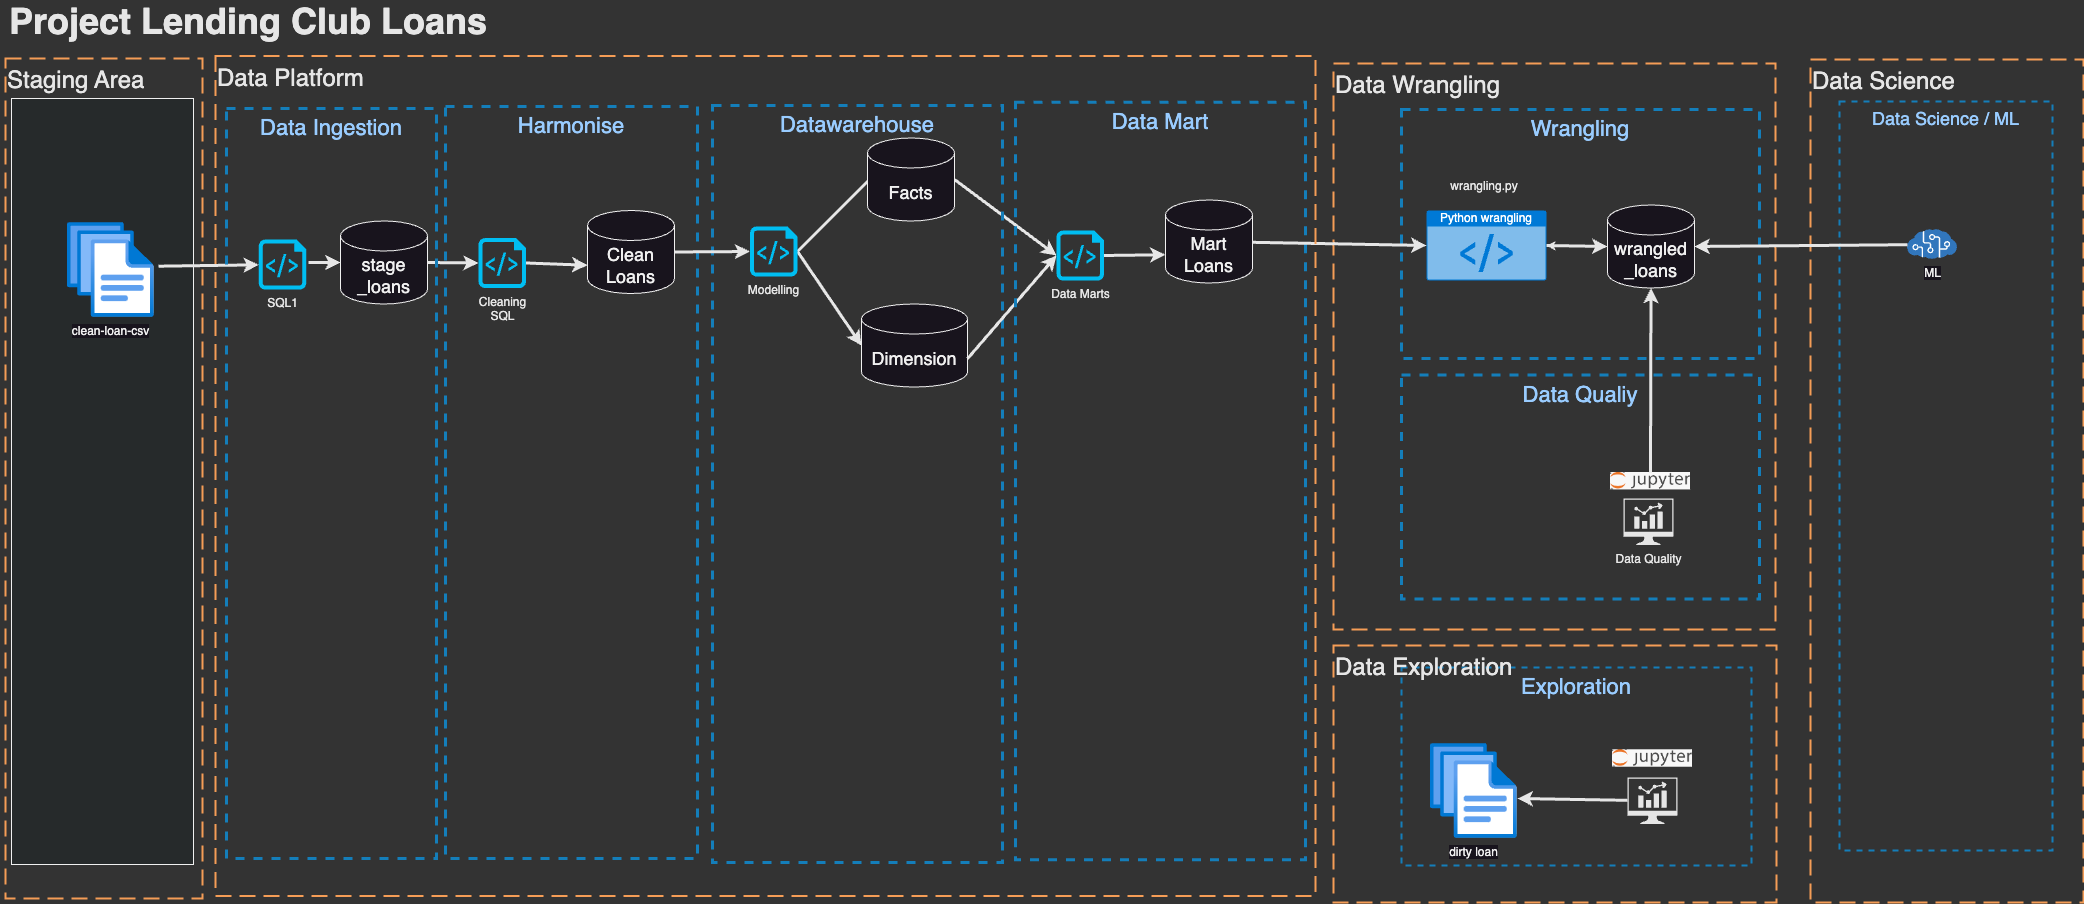 Project Lending Club Loans
Staging Area
clean-loan-csv
Data Platform
Data Ingestion
</>
SQL1
stage
_loans
Harmonise
</>
Cleaning
SQL
Clean
Loans
Datawarehouse
</>
Modelling
Facts
Dimension
Data Mart
</>
Data Marts
Mart
Loans
Data Wrangling
Wrangling
wrangling.py
Python wrangling
</>
wrangled
_loans
Data Qualiy
jupyter
Data Quality
Data Exploration
Exploration
dirty loan
jupyter
Data Science
Data Science / ML
ML